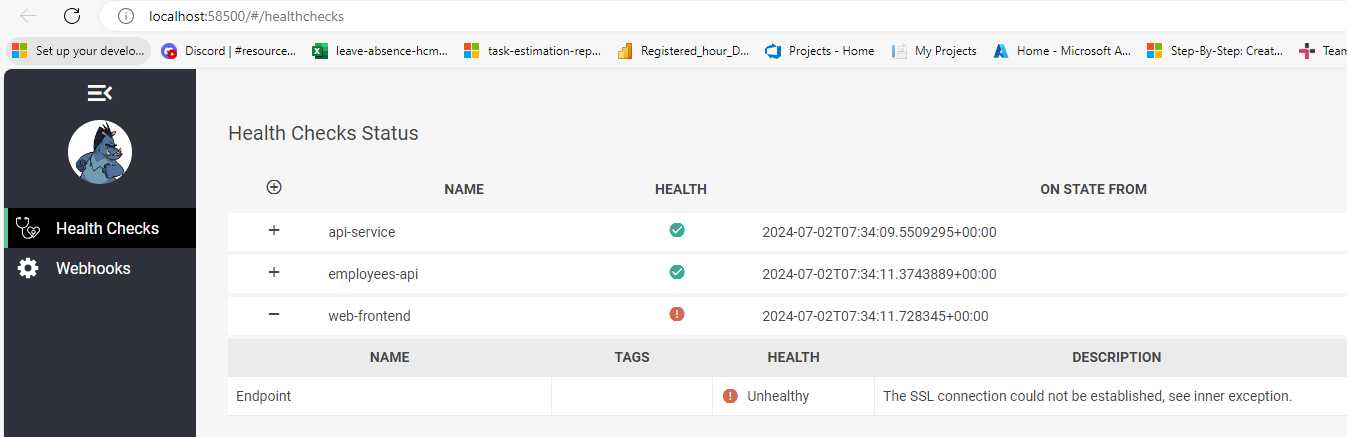 localhost:58500/#/healthchecks
Set up your develo... Discord | #resource... leave-absence-hcm... task-estimation-rep... Registered_hour_D... Projects - Home My Projects Home - Microsoft A... Step-By-Step: Creat... Team
Health Checks Status
NAME HEALTH ON STATE FROM
Health Checks
Webhooks
+ api-service 2024-07-02T07:34:09.5509295+00:00
+ employees-api 2024-07-02T07:34:11.3743889+00:00
− web-frontend 2024-07-02T07:34:11.728345+00:00
NAME TAGS HEALTH DESCRIPTION
Endpoint Unhealthy The SSL connection could not be established, see inner exception.